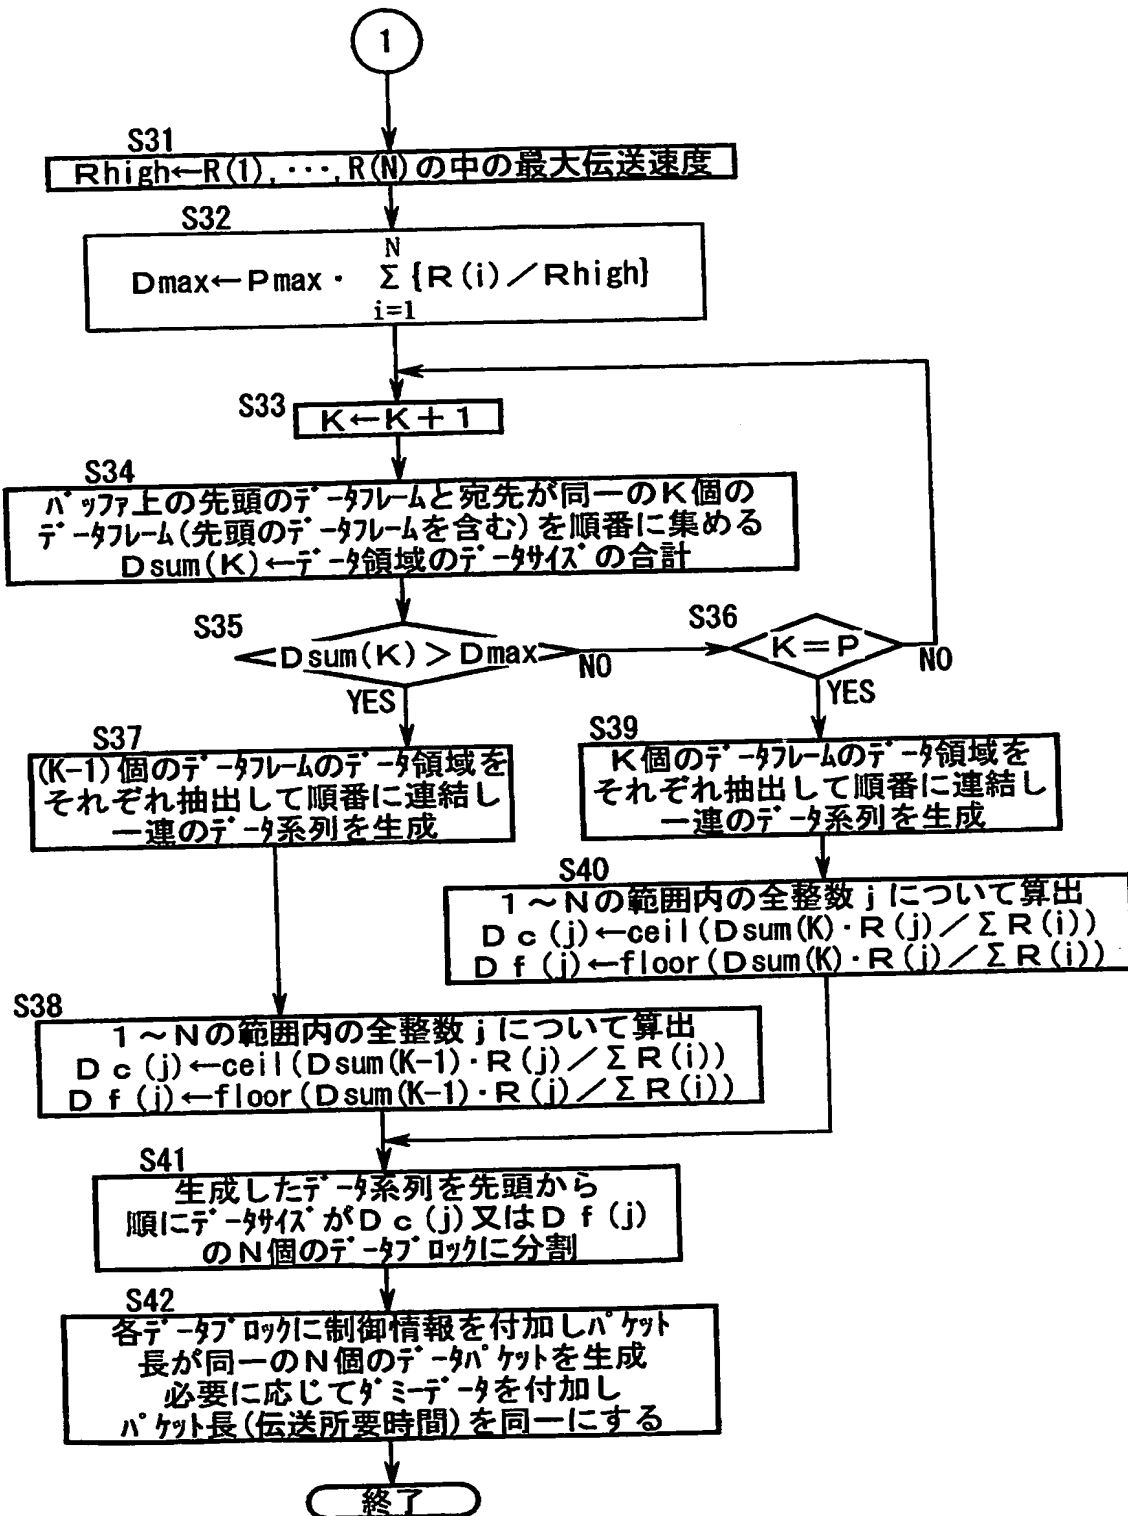 1
S31
Rhigh←R(1),・・・,R(N)の中の最大伝送速度
S32
N
Dmax←Pmax・ Σ{R(i)／Rhigh}
i=1
S33
K←K＋1
S34
ﾊﾞｯﾌｧ上の先頭のﾃﾞｰﾀﾌﾚｰﾑと宛先が同一のK個の
ﾃﾞｰﾀﾌﾚｰﾑ(先頭のﾃﾞｰﾀﾌﾚｰﾑを含む)を順番に集める
Dsum(K)←ﾃﾞｰﾀ領域のﾃﾞｰﾀｻｲｽﾞの合計
S35
Dsum(K)＞Dmax
NO
YES
S36
K＝P
NO
YES
S37
(K-1)個のﾃﾞｰﾀﾌﾚｰﾑのﾃﾞｰﾀ領域を
それぞれ抽出して順番に連結し
一連のﾃﾞｰﾀ系列を生成
S39
K個のﾃﾞｰﾀﾌﾚｰﾑのﾃﾞｰﾀ領域を
それぞれ抽出して順番に連結し
一連のﾃﾞｰﾀ系列を生成
S40
1～Nの範囲内の全整数jについて算出
Dc(j)←ceil(Dsum(K)・R(j)／ΣR(i))
Df(j)←floor(Dsum(K)・R(j)／ΣR(i))
S38
1～Nの範囲内の全整数jについて算出
Dc(j)←ceil(Dsum(K-1)・R(j)／ΣR(i))
Df(j)←floor(Dsum(K-1)・R(j)／ΣR(i))
S41
生成したﾃﾞｰﾀ系列を先頭から
順にﾃﾞｰﾀｻｲｽﾞがDc(j)又はDf(j)
のN個のﾃﾞｰﾀﾌﾞﾛｯｸに分割
S42
各ﾃﾞｰﾀﾌﾞﾛｯｸに制御情報を付加しﾊﾟｹｯﾄ
長が同一のN個のﾃﾞｰﾀﾊﾟｹｯﾄを生成
必要に応じてﾀﾞﾐｰﾃﾞｰﾀを付加し
ﾊﾟｹｯﾄ長(伝送所要時間)を同一にする
終了